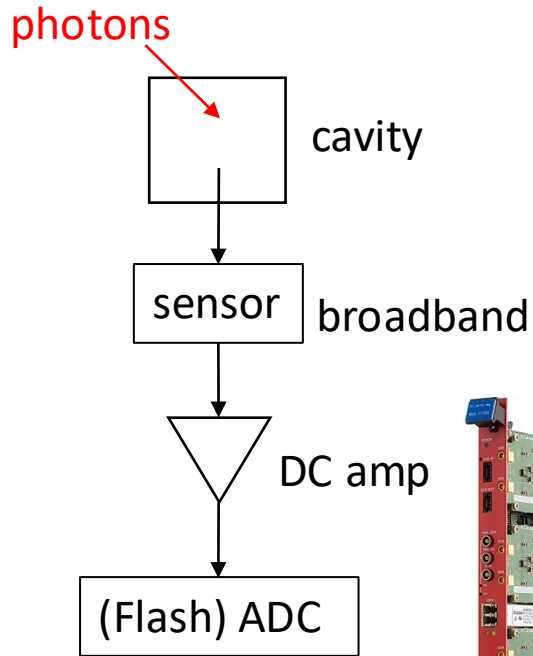 photons
cavity
sensor
broadband
DC amp
(Flash) ADC